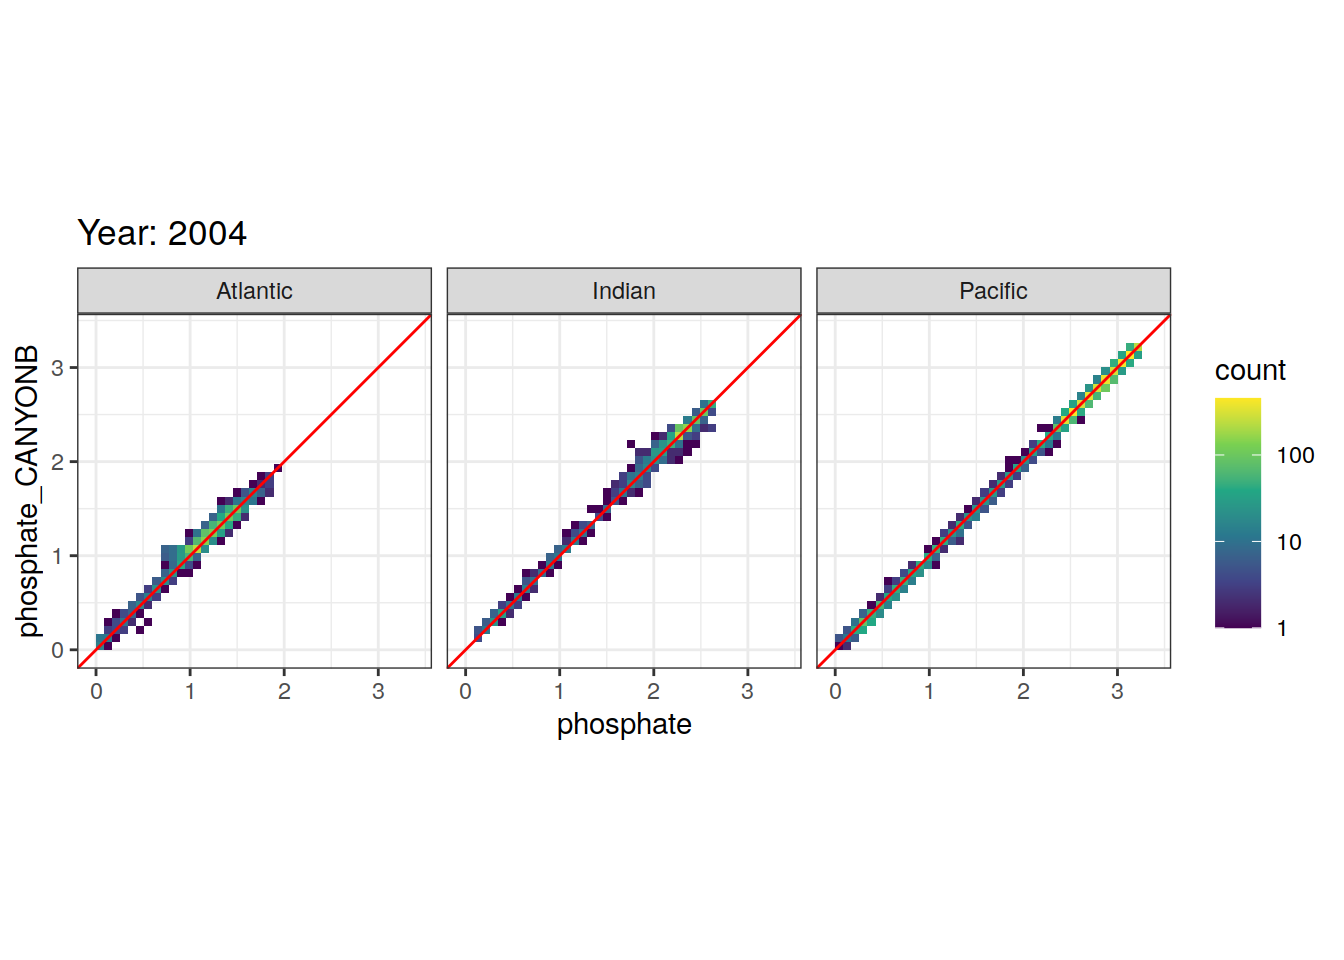 Year: 2004
Atlantic
Indian
Pacific
phosphate_CANYONB
3
2
1
0
0 1 2 3
0 1 2 3
0 1 2 3
phosphate
count
100
10
1